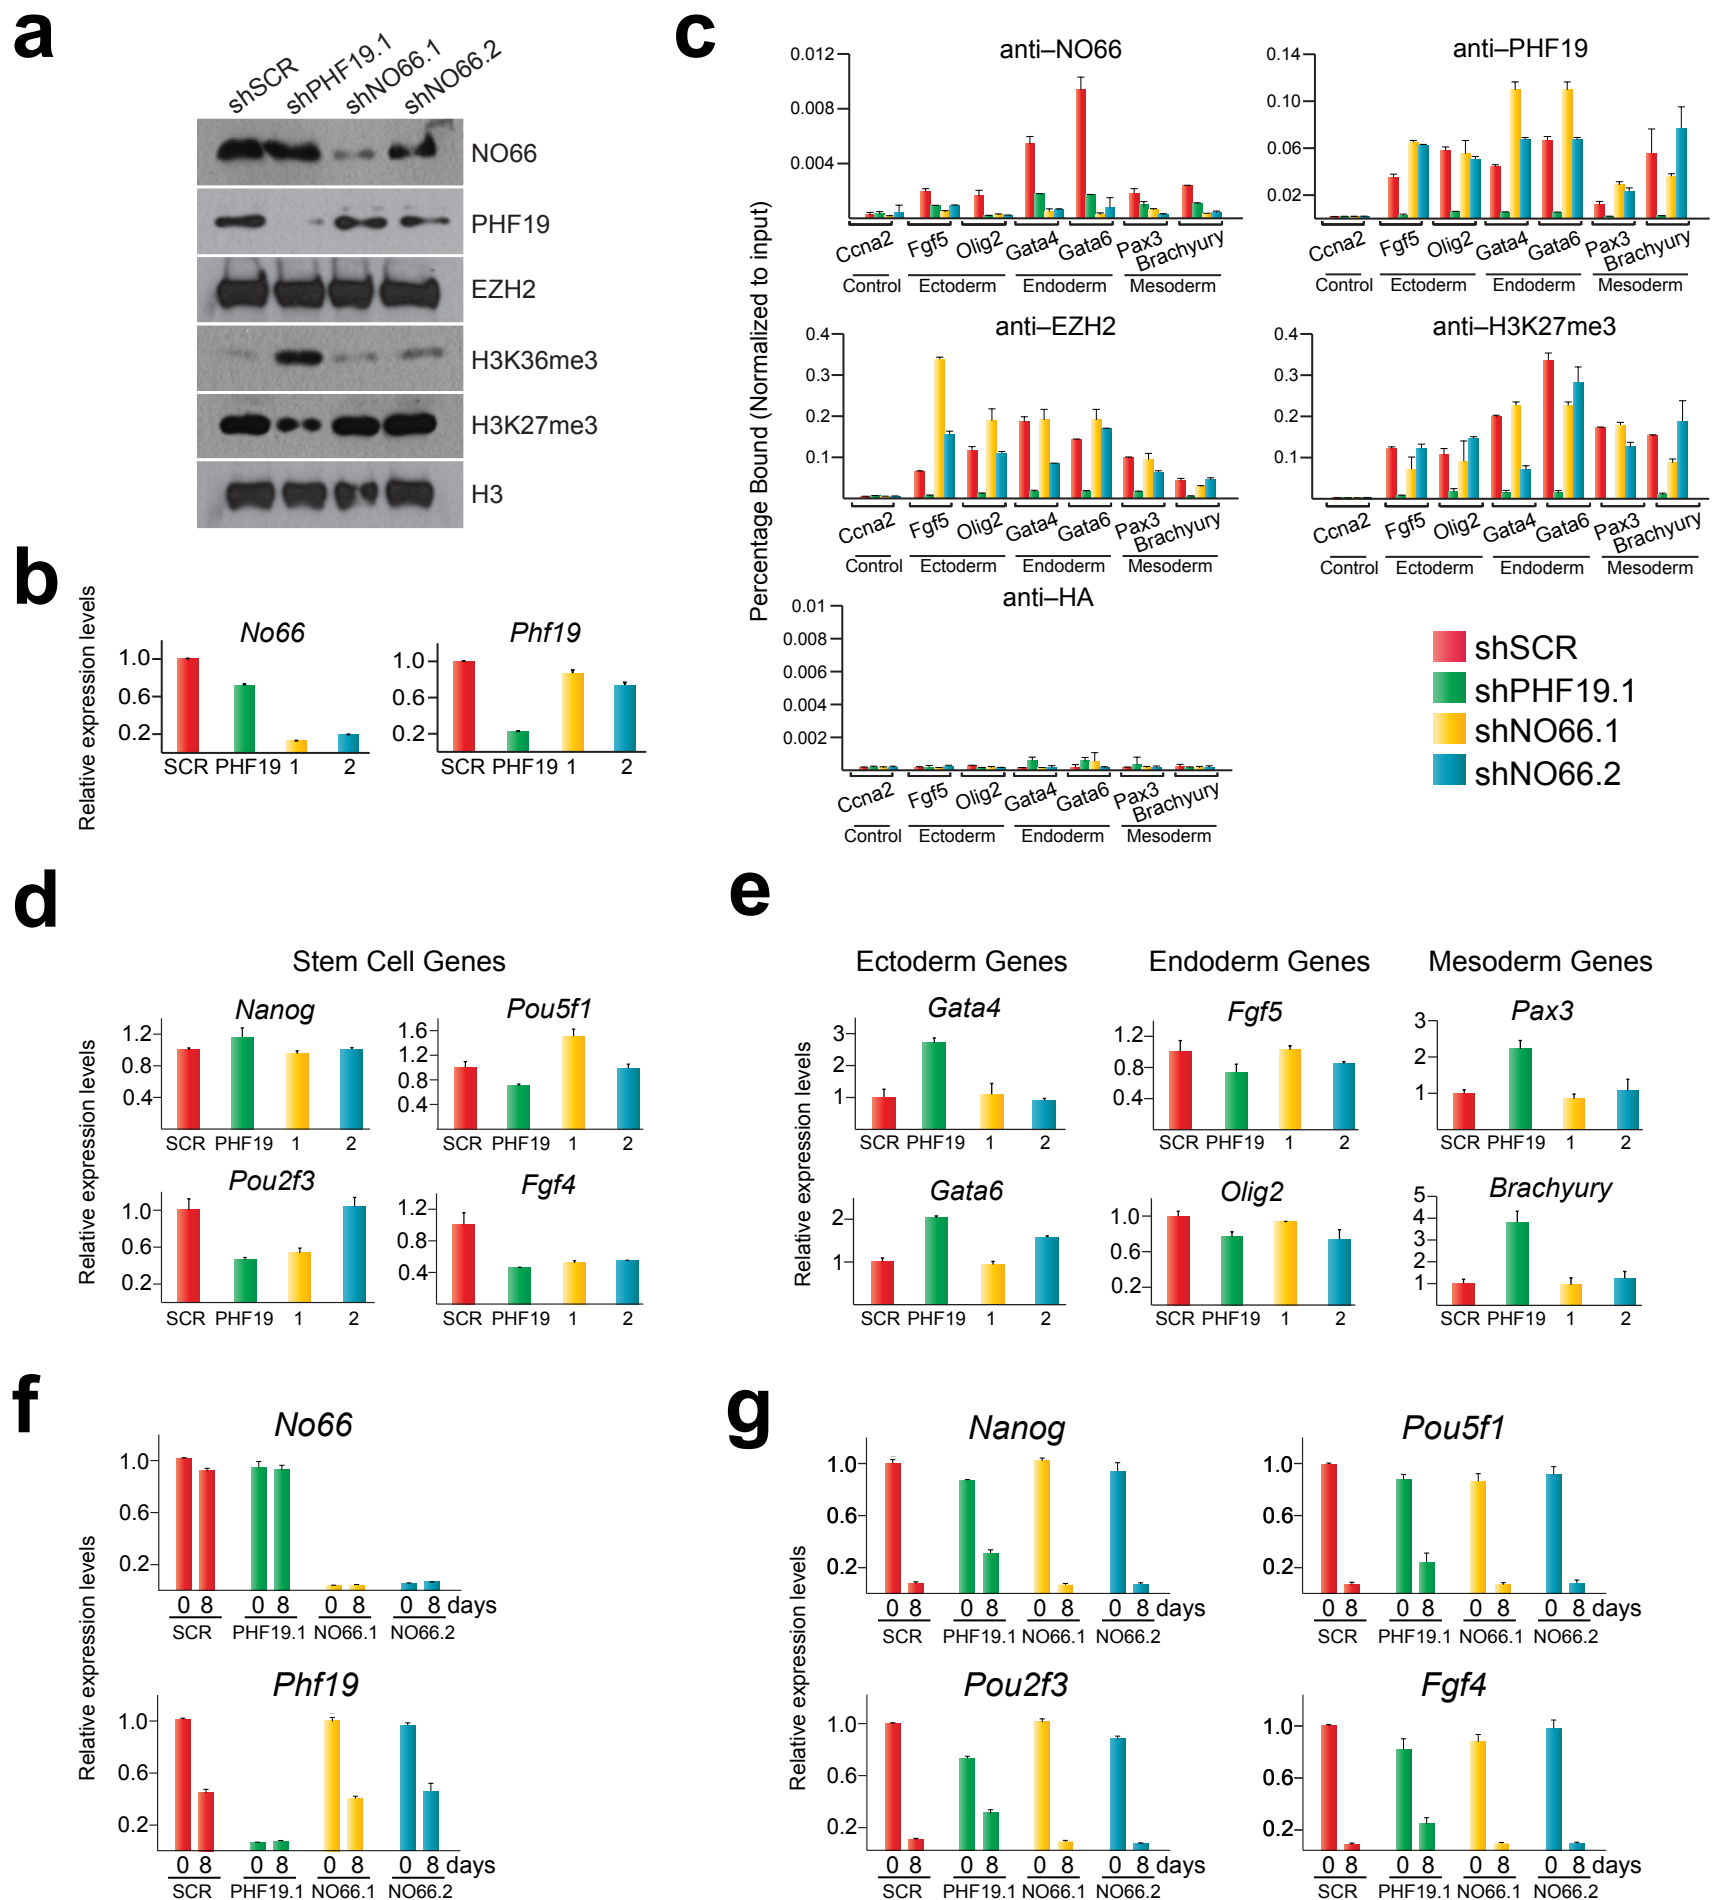 a
shSCR
shPHF19.1
shNO66.1
shNO66.2
NO66
PHF19
EZH2
H3K36me3
H3K27me3
H3
b
Relative expression levels
No66
1.0
0.6
0.2
SCR PHF19 1 2
Phf19
1.0
0.6
0.2
SCR PHF19 1 2
c
Percentage Bound (Normalized to input)
anti–NO66
0.012
0.008
0.004
Ccna2 Fgf5 Olig2 Gata4 Gata6 Pax3 Brachyury
Control Ectoderm Endoderm Mesoderm
anti–PHF19
0.14
0.10
0.06
0.02
Ccna2 Fgf5 Olig2 Gata4 Gata6 Pax3 Brachyury
Control Ectoderm Endoderm Mesoderm
anti–EZH2
0.4
0.3
0.2
0.1
Ccna2 Fgf5 Olig2 Gata4 Gata6 Pax3 Brachyury
Control Ectoderm Endoderm Mesoderm
anti–H3K27me3
0.4
0.3
0.2
0.1
Ccna2 Fgf5 Olig2 Gata4 Gata6 Pax3 Brachyury
Control Ectoderm Endoderm Mesoderm
anti–HA
0.01
0.008
0.006
0.004
0.002
Ccna2 Fgf5 Olig2 Gata4 Gata6 Pax3 Brachyury
Control Ectoderm Endoderm Mesoderm
shSCR
shPHF19.1
shNO66.1
shNO66.2
d
Stem Cell Genes
Relative expression levels
Nanog
1.2
0.8
0.4
SCR PHF19 1 2
Pou5f1
1.6
1.2
0.8
0.4
SCR PHF19 1 2
Pou2f3
1.0
0.6
0.2
SCR PHF19 1 2
Fgf4
1.2
0.8
0.4
SCR PHF19 1 2
e
Ectoderm Genes Endoderm Genes Mesoderm Genes
Relative expression levels
Gata4
3
2
1
SCR PHF19 1 2
Fgf5
1.2
0.8
0.4
SCR PHF19 1 2
Pax3
3
2
1
SCR PHF19 1 2
Gata6
2
1
SCR PHF19 1 2
Olig2
1.0
0.6
0.2
SCR PHF19 1 2
Brachyury
5
4
3
2
1
SCR PHF19 1 2
f
Relative expression levels
No66
1.0
0.6
0.2
0 8 0 8 0 8 0 8 days
SCR PHF19.1 NO66.1 NO66.2
Phf19
1.0
0.6
0.2
0 8 0 8 0 8 0 8 days
SCR PHF19.1 NO66.1 NO66.2
g
Relative expression levels
Nanog
1.0
0.6
0.2
0 8 0 8 0 8 0 8 days
SCR PHF19.1 NO66.1 NO66.2
Pou5f1
1.0
0.6
0.2
0 8 0 8 0 8 0 8 days
SCR PHF19.1 NO66.1 NO66.2
Pou2f3
1.0
0.6
0.2
0 8 0 8 0 8 0 8 days
SCR PHF19.1 NO66.1 NO66.2
Fgf4
1.0
0.6
0.2
0 8 0 8 0 8 0 8 days
SCR PHF19.1 NO66.1 NO66.2